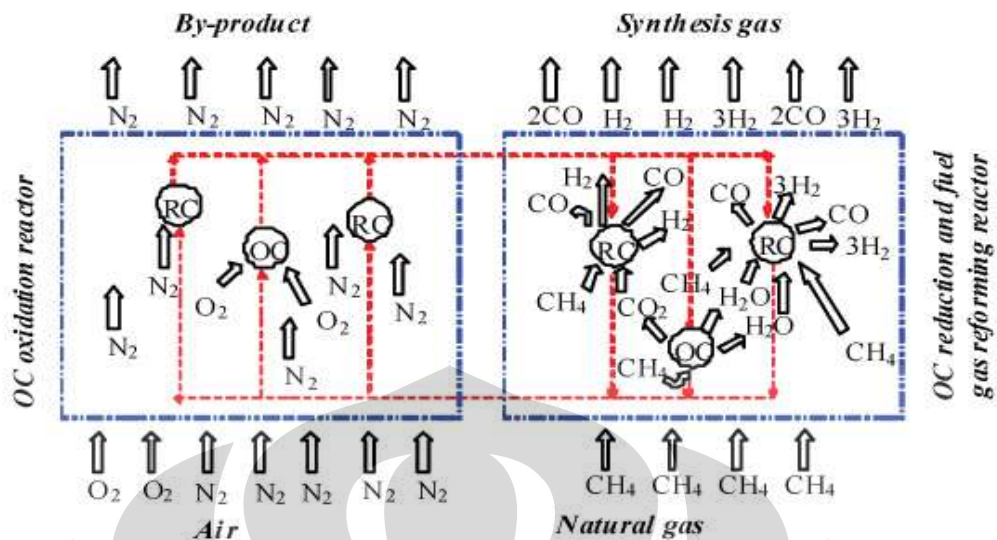 By-product
Synthesis gas
N₂ N₂ N₂ N₂ N₂
2CO H₂ H₂ 3H₂ 2CO 3H₂
OC oxidation reactor
RC
RC
OC
N₂
O₂
N₂
O₂
N₂
N₂
N₂
H₂
CO
CO
H₂
RC
CH₄
CO₂
CO
3H₂
CO
RC
3H₂
CH₄
H₂O
H₂O
OC
CH₄
CH₄
OC reduction and fuel
gas reforming reactor
O₂ O₂ N₂ N₂ N₂ N₂ N₂
CH₄ CH₄ CH₄ CH₄
Air
Natural gas